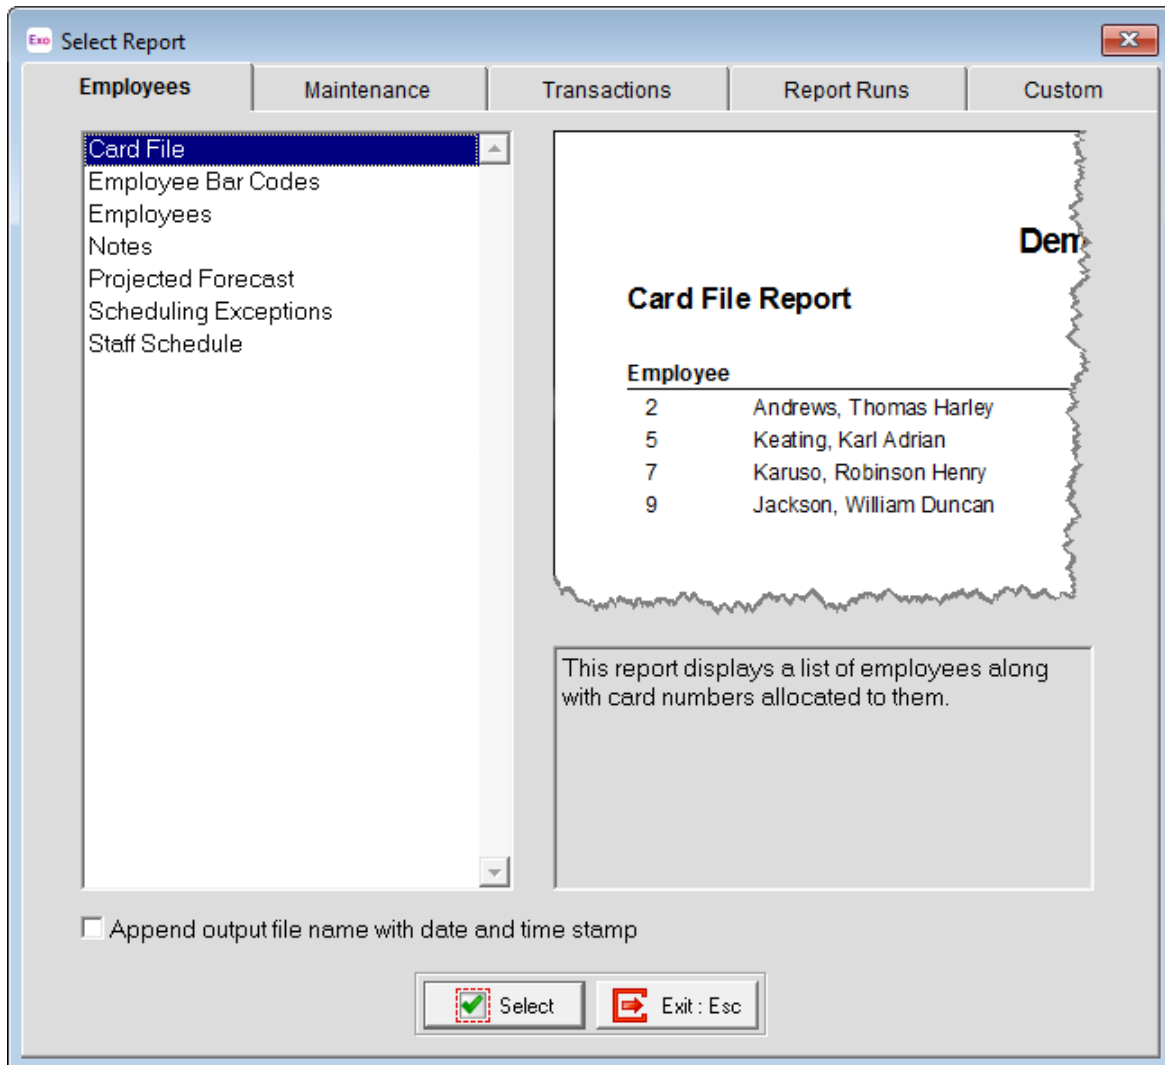 Exo Select Report
Employees Maintenance Transactions Report Runs Custom
Card File
Employee Bar Codes
Employees
Notes
Projected Forecast
Scheduling Exceptions
Staff Schedule
Dem
Card File Report
Employee
2 Andrews, Thomas Harley
5 Keating, Karl Adrian
7 Karuso, Robinson Henry
9 Jackson, William Duncan
This report displays a list of employees along
with card numbers allocated to them.
Append output file name with date and time stamp
Select Exit : Esc